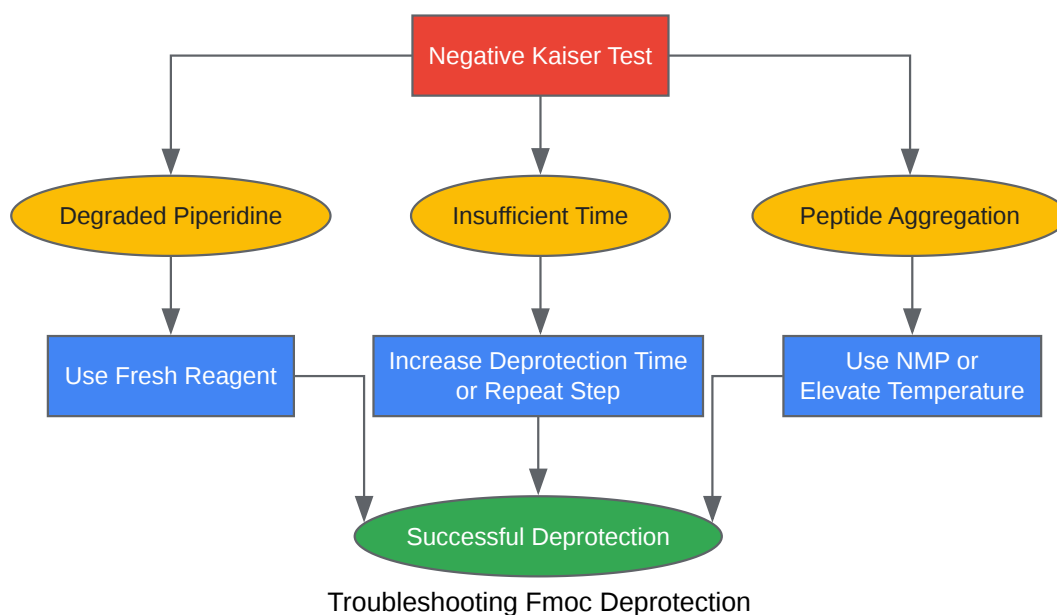 Negative Kaiser Test
Degraded Piperidine
Insufficient Time
Peptide Aggregation
Use Fresh Reagent
Increase Deprotection Time
or Repeat Step
Use NMP or
Elevate Temperature
Successful Deprotection
Troubleshooting Fmoc Deprotection